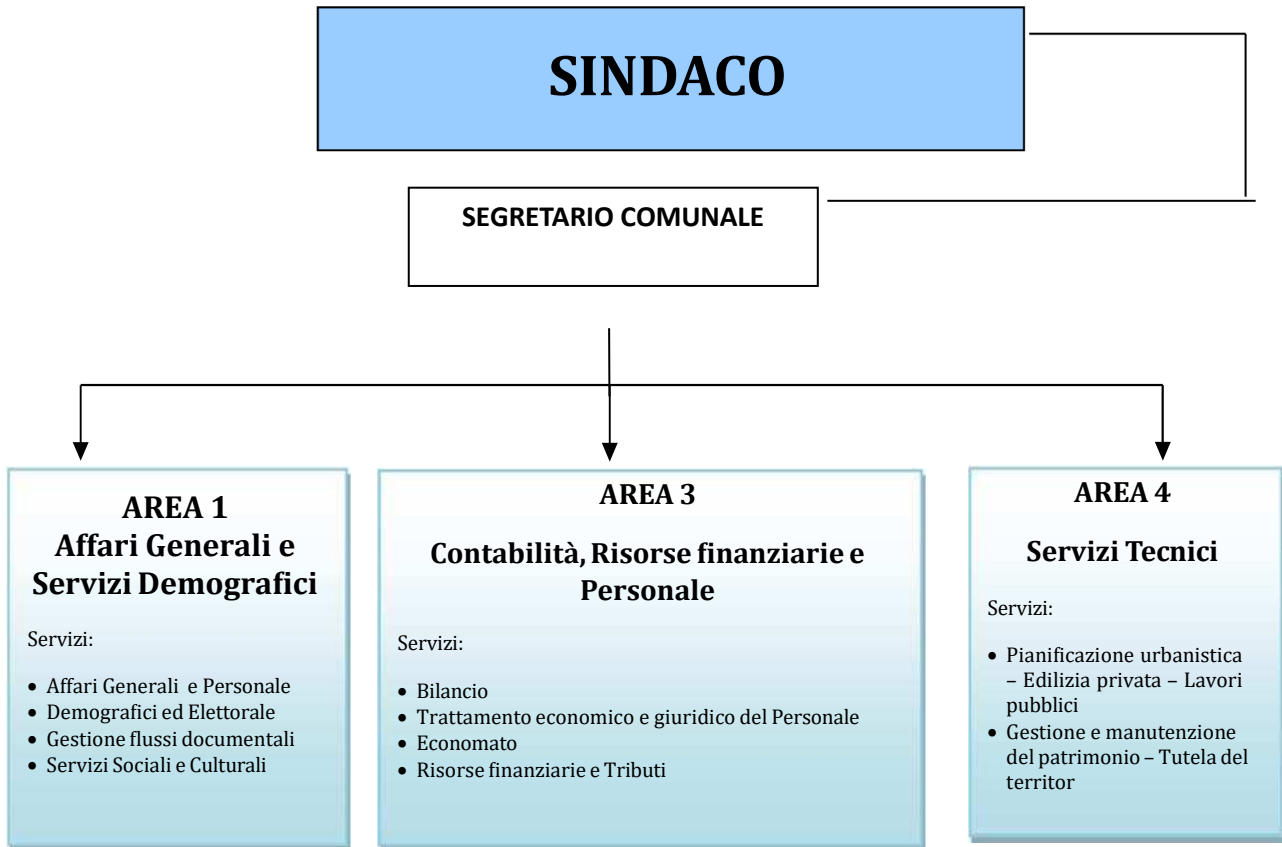 SINDACO
SEGRETARIO COMUNALE
AREA 1
Affari Generali e
Servizi Demografici
Servizi:
• Affari Generali e Personale
• Demografici ed Elettorale
• Gestione flussi documentali
• Servizi Sociali e Culturali
AREA 3
Contabilità, Risorse finanziarie e
Personale
Servizi:
• Bilancio
• Trattamento economico e giuridico del Personale
• Economato
• Risorse finanziarie e Tributi
AREA 4
Servizi Tecnici
Servizi:
• Pianificazione urbanistica
– Edilizia privata – Lavori
pubblici
• Gestione e manutenzione
del patrimonio – Tutela del
territor